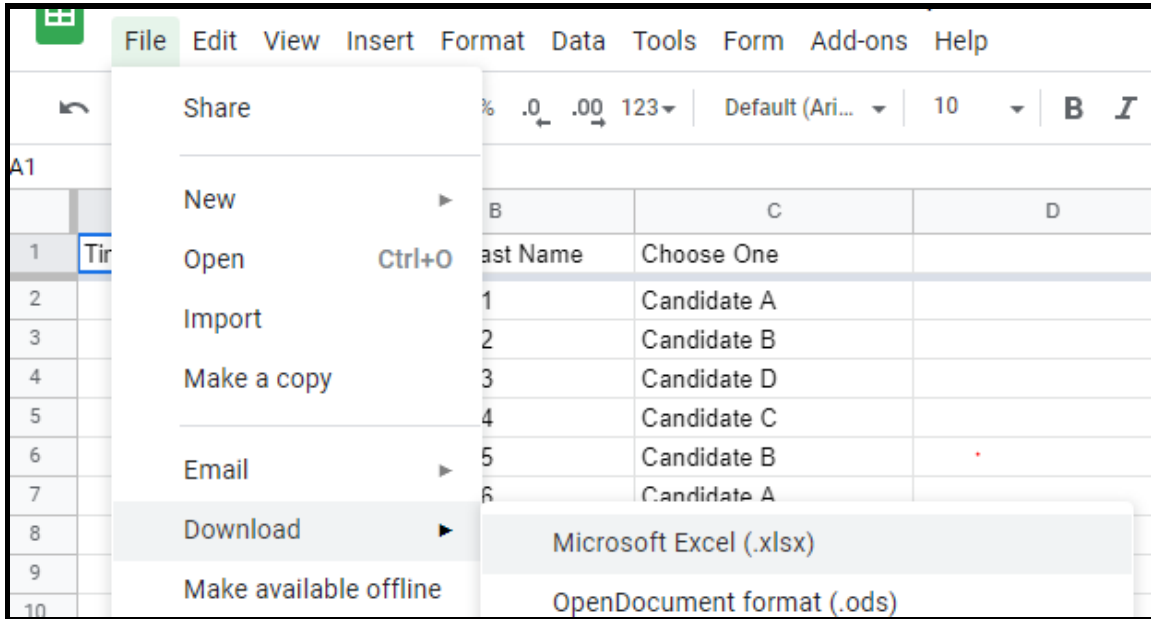 File Edit View Insert Format Data Tools Form Add-ons Help
Share % .0 .00 123 Default (Ari... 10 B I
A1
New ► B C D
1 Tir Open Ctrl+O ast Name Choose One
2 1 Candidate A
Import
3 2 Candidate B
4 Make a copy 3 Candidate D
5 4 Candidate C
6 Email ► 5 Candidate B
7 6 Candidate A
8 Download ► Microsoft Excel (.xlsx)
9 Make available offline
10 OpenDocument format (.ods)